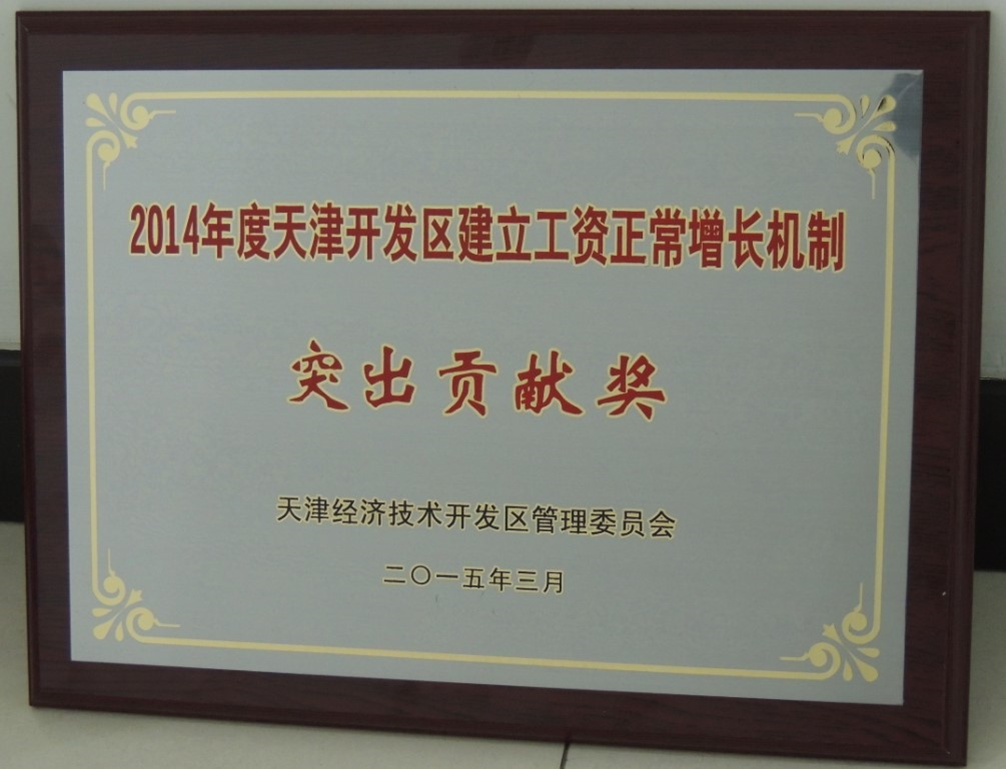 2014年度天津开发区建立工资正常增长机制
突出贡献奖
天津经济技术开发区管理委员会
二〇一五年三月